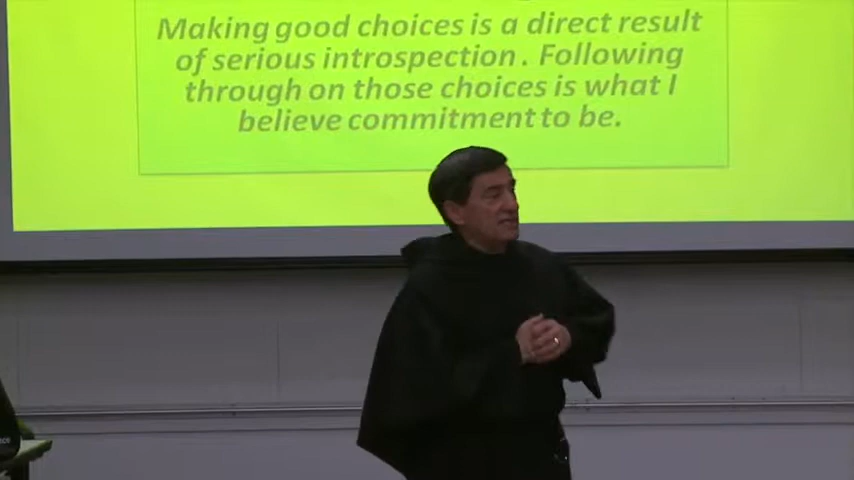 Making good choices is a direct result
of serious introspection . Following
through on those choices is what I
believe commitment to be.